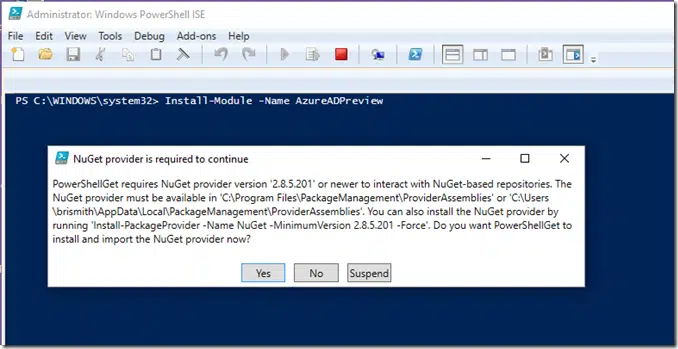 Administrator: Windows PowerShell ISE
File Edit View Tools Debug Add-ons Help
PS C:\WINDOWS\system32> Install-Module -Name AzureADPreview
NuGet provider is required to continue
PowerShellGet requires NuGet provider version '2.8.5.201' or newer to interact with NuGet-based repositories. The
NuGet provider must be available in 'C:\Program Files\PackageManagement\ProviderAssemblies' or 'C:\Users
\brismith\AppData\Local\PackageManagement\ProviderAssemblies'. You can also install the NuGet provider by
running 'Install-PackageProvider -Name NuGet -MinimumVersion 2.8.5.201 -Force'. Do you want PowerShellGet to
install and import the NuGet provider now?
Yes No Suspend